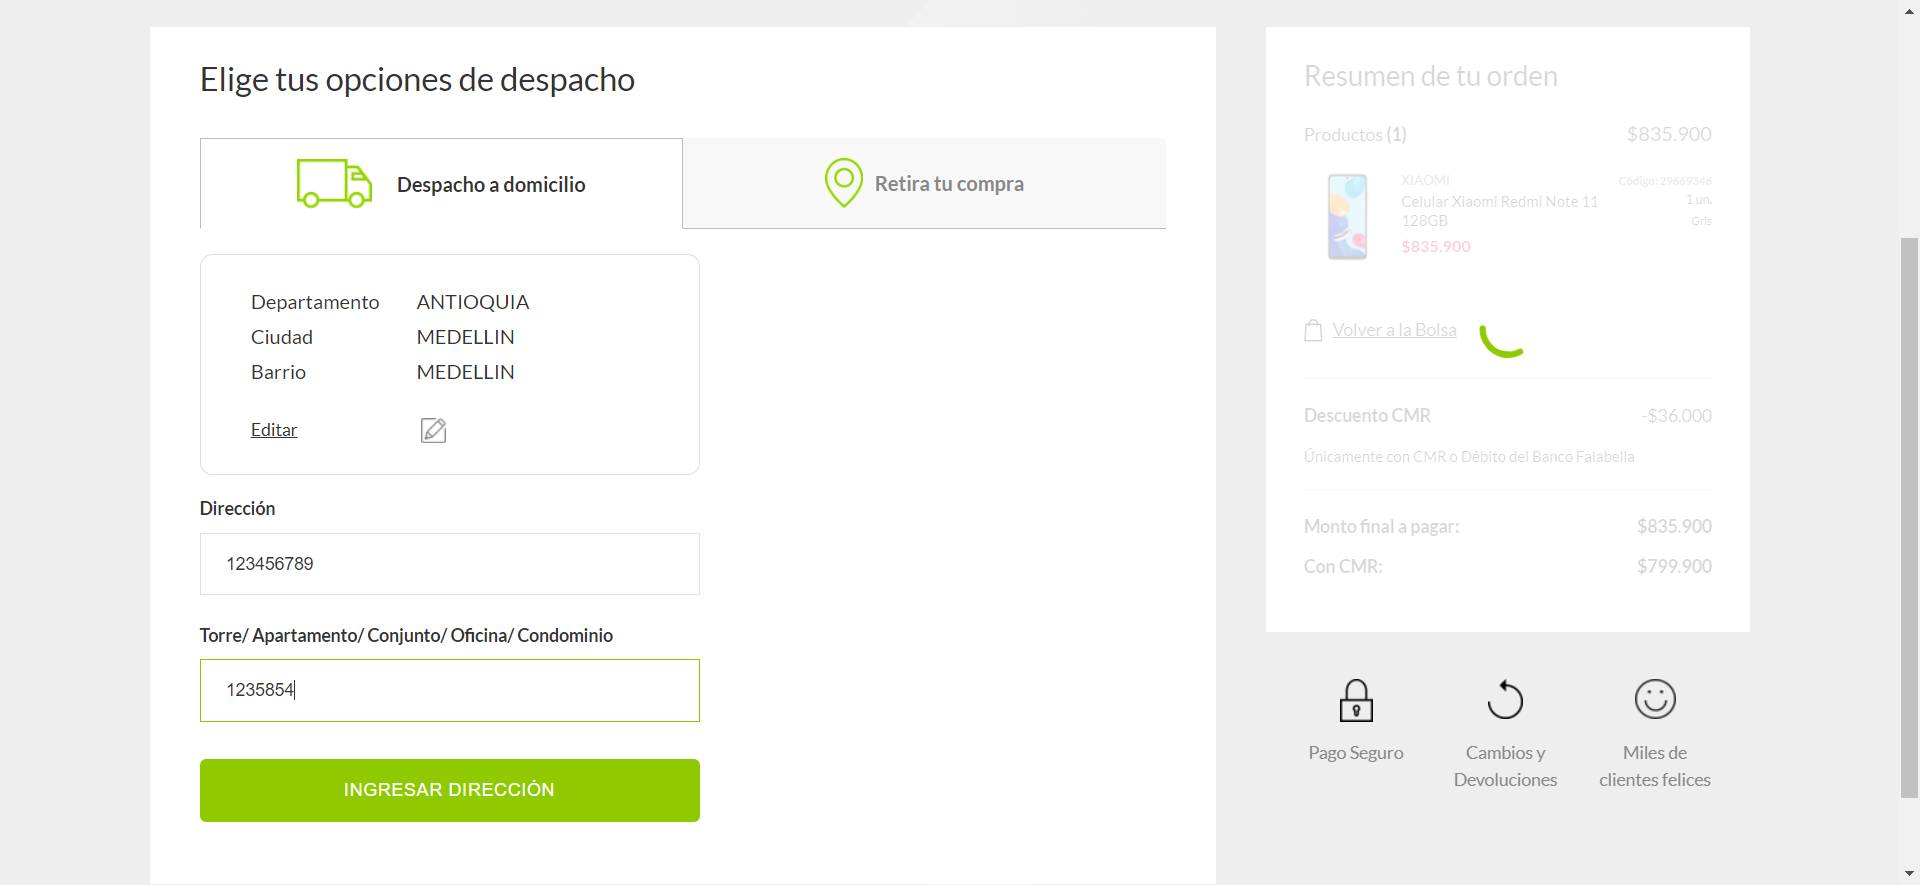 Elige tus opciones de despacho
Despacho a domicilio
Retira tu compra
Departamento ANTIOQUIA
Ciudad MEDELLIN
Barrio MEDELLIN
Editar
Dirección
123456789
Torre/ Apartamento/ Conjunto/ Oficina/ Condominio
1235854
INGRESAR DIRECCIÓN
Resumen de tu orden
Productos (1) $835.900
XIAOMI Código: 29669346
Celular Xiaomi Redmi Note 11 1 un.
128GB Gris
$835.900
Volver a la Bolsa
Descuento CMR -$36.000
Únicamente con CMR o Débito del Banco Falabella
Monto final a pagar: $835.900
Con CMR: $799.900
Pago Seguro
Cambios y
Devoluciones
Miles de
clientes felices